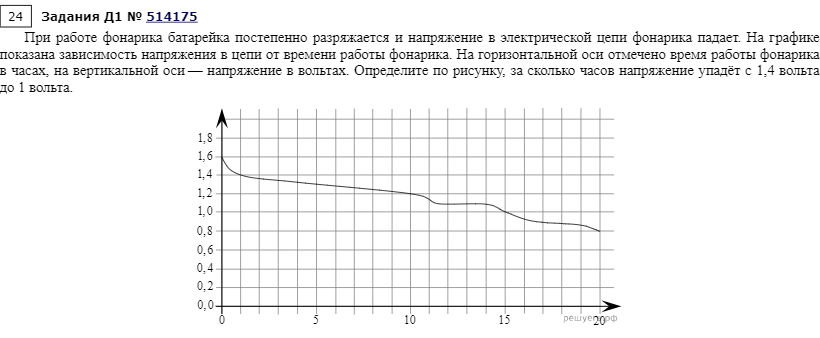 24 Задания Д1 № 514175
При работе фонарика батарейка постепенно разряжается и напряжение в электрической цепи фонарика падает. На графике
показана зависимость напряжения в цепи от времени работы фонарика. На горизонтальной оси отмечено время работы фонарика
в часах, на вертикальной оси — напряжение в вольтах. Определите по рисунку, за сколько часов напряжение упадёт с 1,4 вольта
до 1 вольта.
1,8
1,6
1,4
1,2
1,0
0,8
0,6
0,4
0,2
0,0
0 5 10 15 20
решуегэ.рф